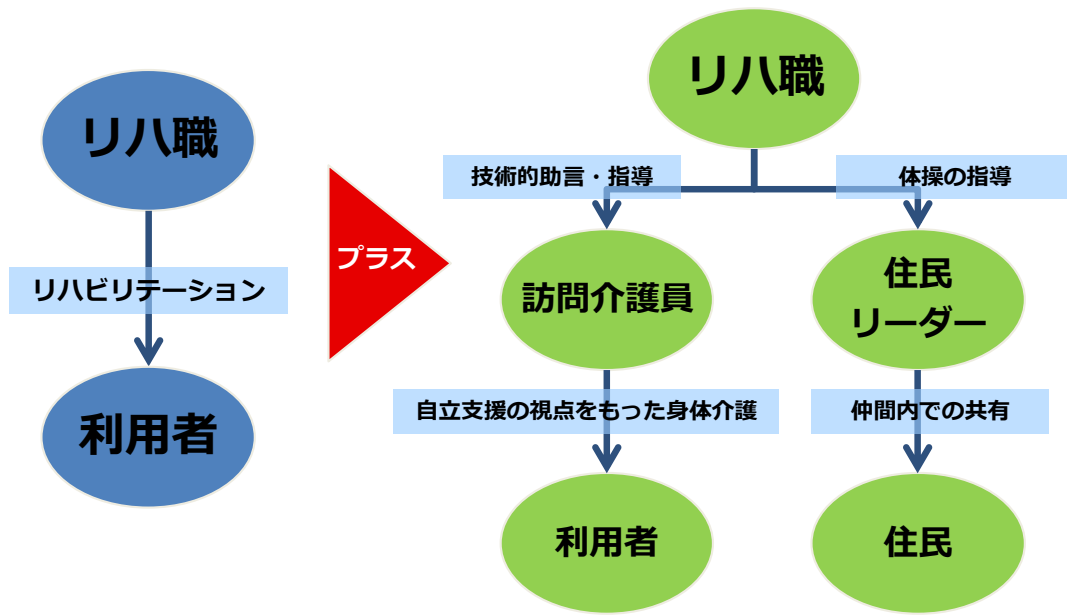 リハ職
リハビリテーション
利用者
プラス
リハ職
技術的助言・指導
体操の指導
訪問介護員
住民
リーダー
自立支援の視点をもった身体介護
仲間内での共有
利用者
住民